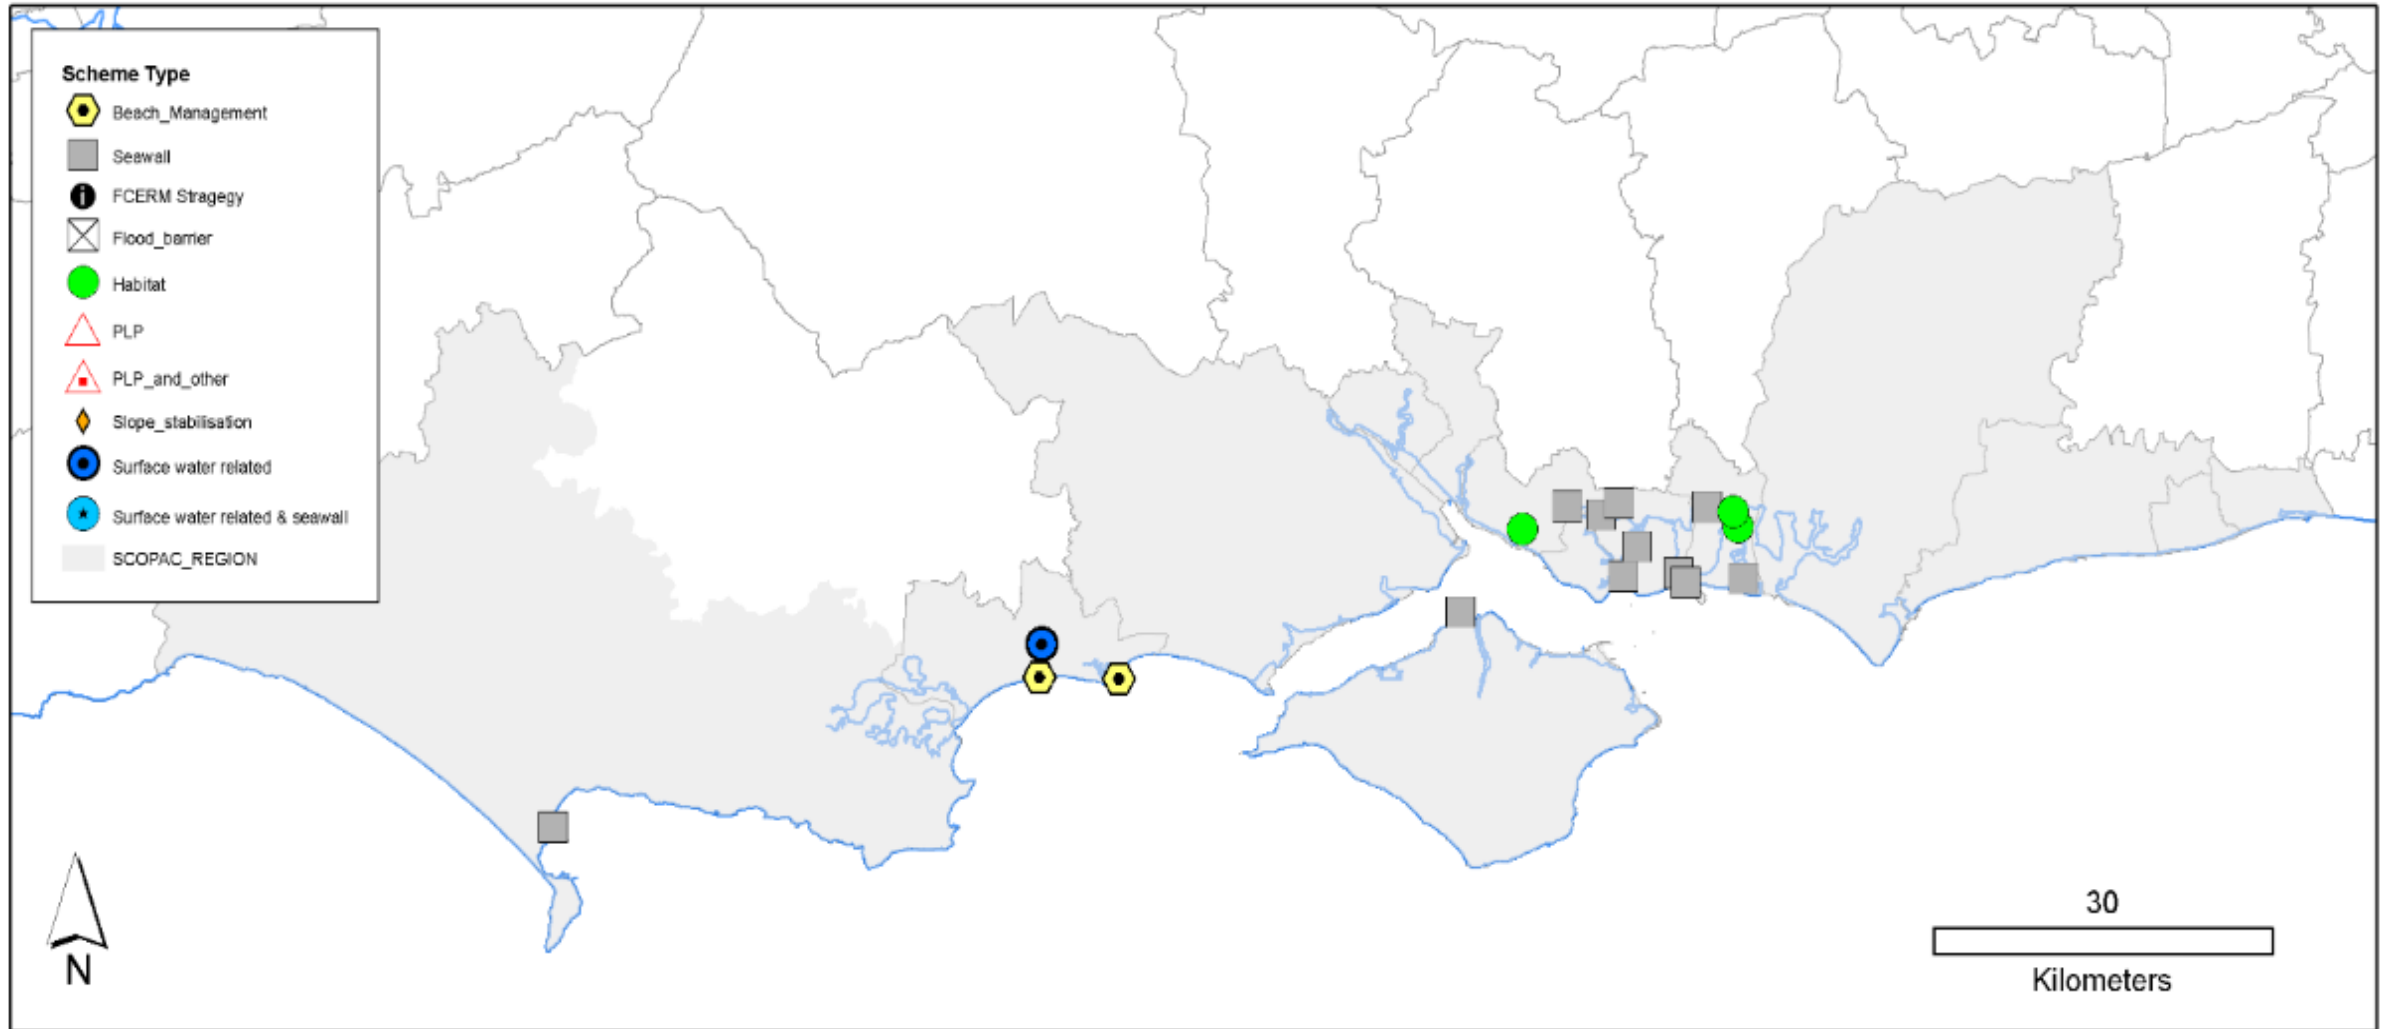 Scheme Type
Beach_Management
Seawall
i
FCERM Stragegy
Flood_barrier
Habitat
PLP
PLP_and_other
Slope_stabilisation
Surface water related
Surface water related & seawall
SCOPAC_REGION
N
30
Kilometers